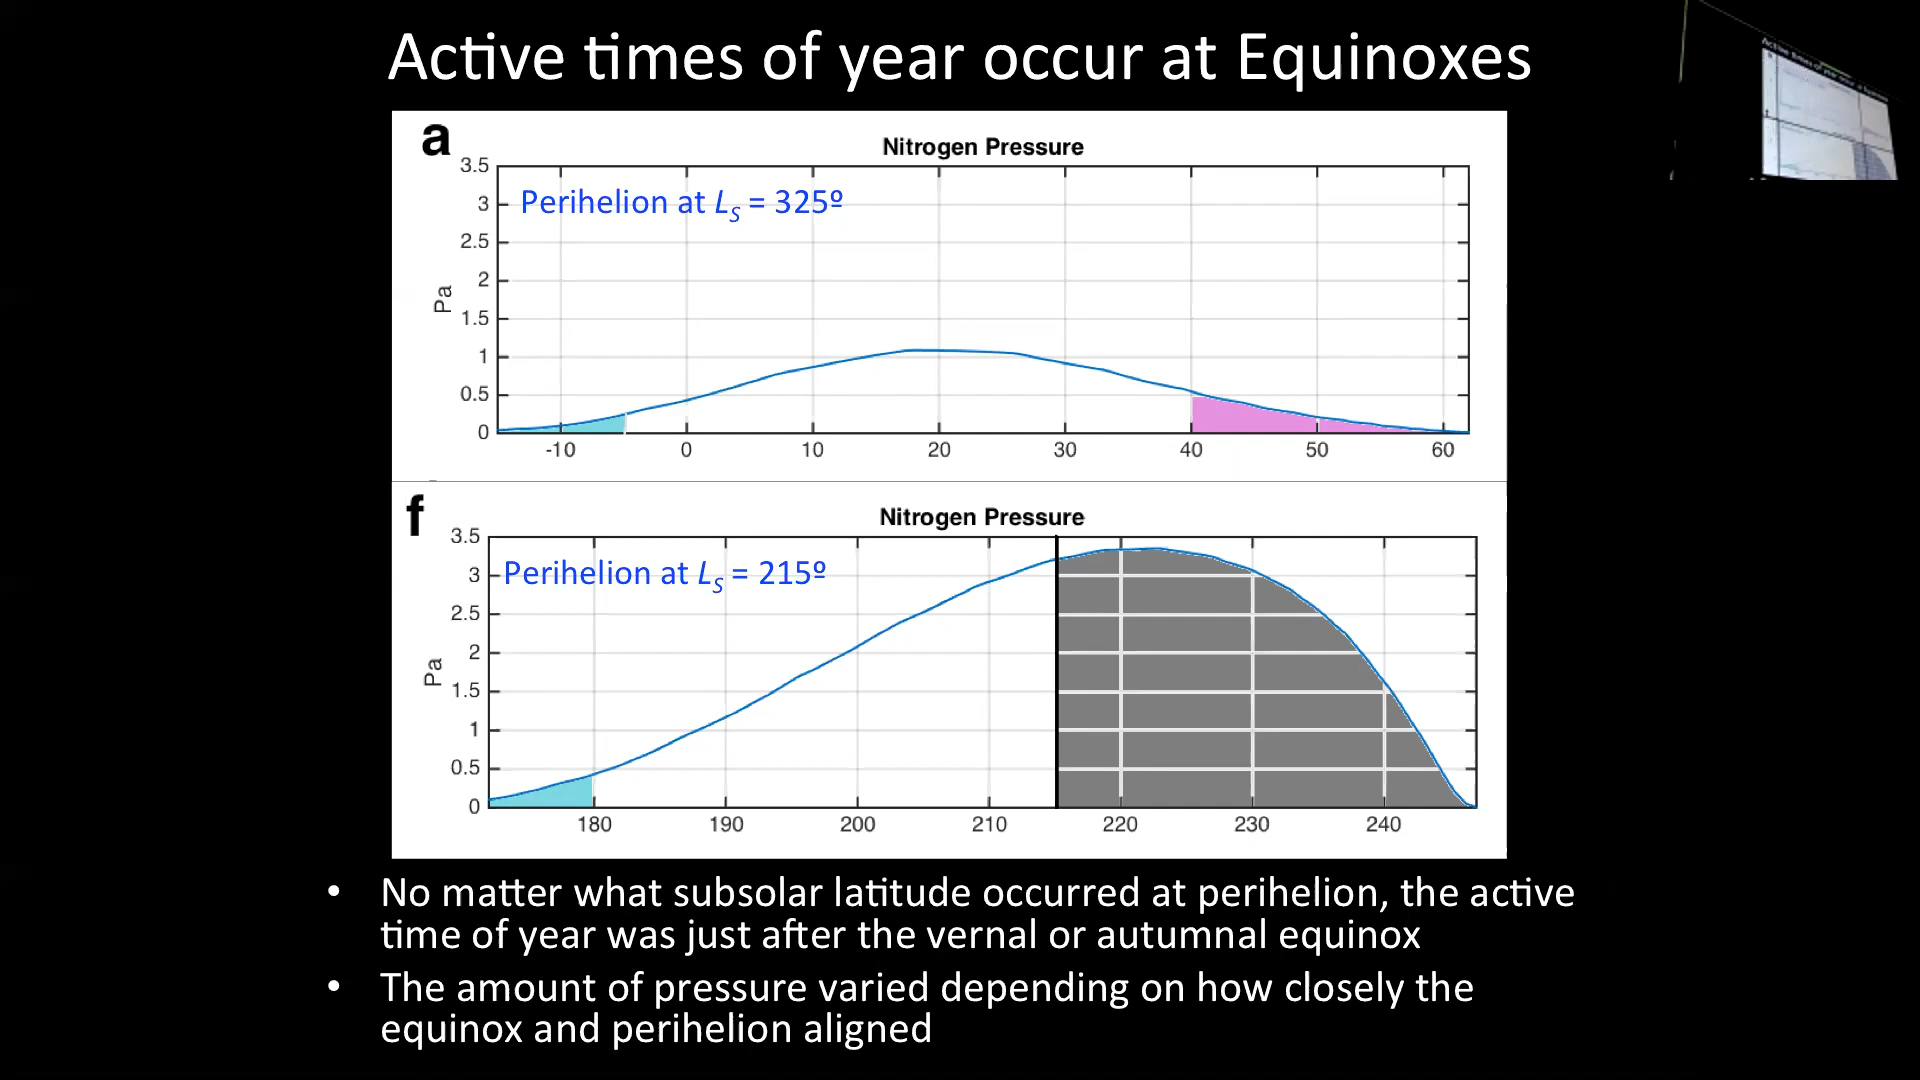 Active times of year occur at Equinoxes
a
Nitrogen Pressure
Perihelion at LS = 325º
3.5
3
2.5
2
1.5
1
0.5
0
Pa
-10 0 10 20 30 40 50 60
f
Nitrogen Pressure
Perihelion at LS = 215º
3.5
3
2.5
2
1.5
1
0.5
0
Pa
180 190 200 210 220 230 240
• No matter what subsolar latitude occurred at perihelion, the active
time of year was just after the vernal or autumnal equinox
• The amount of pressure varied depending on how closely the
equinox and perihelion aligned